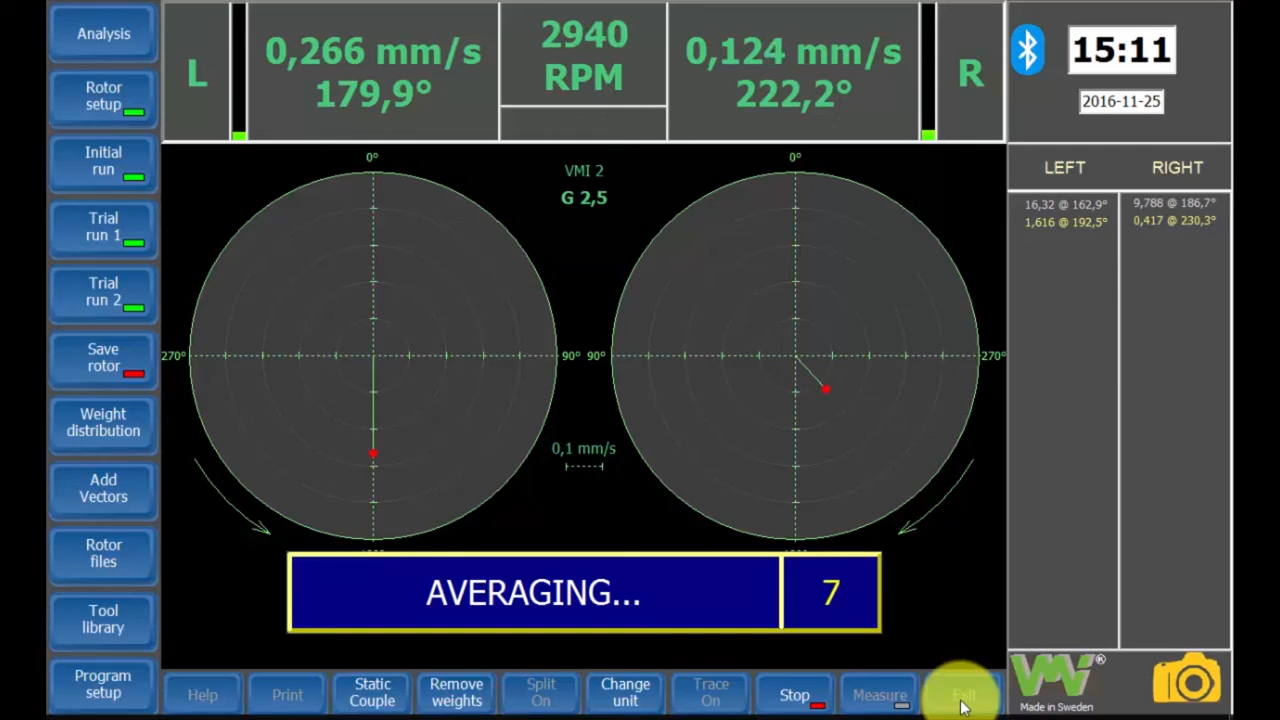 Analysis
Rotor
setup
Initial
run
Trial
run 1
Trial
run 2
Save
rotor
Weight
distribution
Add
Vectors
Rotor
files
Tool
library
Program
setup
L
0,266 mm/s
179,9°
2940
RPM
0,124 mm/s
222,2°
R
15:11
2016-11-25
LEFT
RIGHT
16,32 @ 162,9°
1,616 @ 192,5°
9,788 @ 186,7°
0,417 @ 230,3°
VMI 2
G 2,5
0°
0°
270°
90°
90°
270°
0,1 mm/s
AVERAGING...
7
Help
Print
Static
Couple
Remove
weights
Split
On
Change
unit
Trace
On
Stop
Measure
Exit
VMI®
Made in Sweden